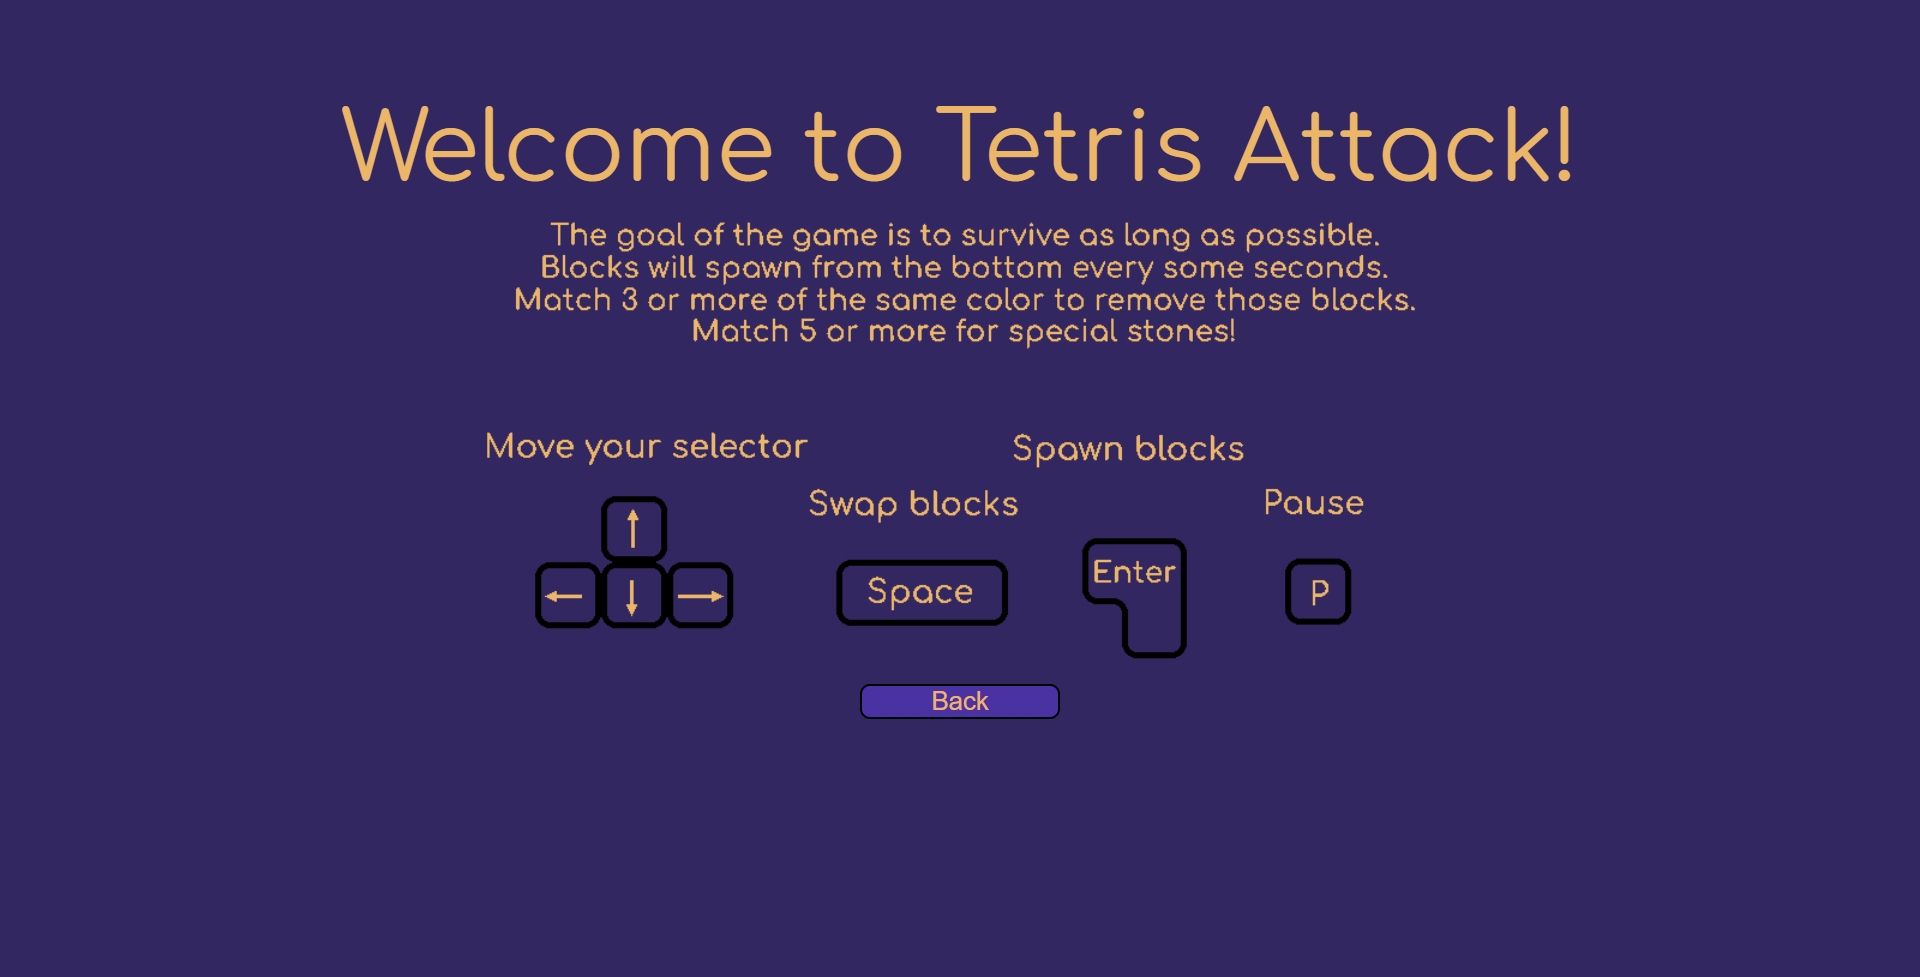 Welcome to Tetris Attack!
The goal of the game is to survive as long as possible.
Blocks will spawn from the bottom every some seconds.
Match 3 or more of the same color to remove those blocks.
Match 5 or more for special stones!
Move your selector
Spawn blocks
Swap blocks
Pause
Enter
Space
P
Back